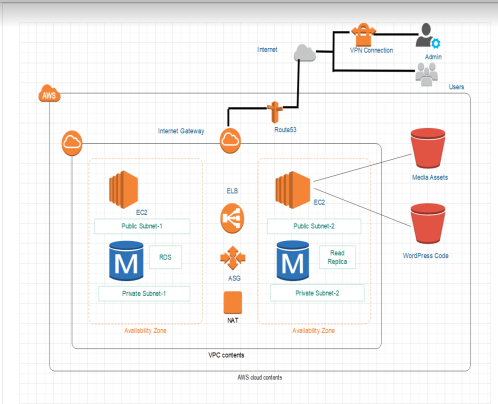 Internet
VPN Connection
Admin
Users
AWS
Internet Gateway
Route53
EC2
ELB
EC2
Media Assets
Public Subnet-1
Public Subnet-2
M
RDS
M
Read
Replica
WordPress Code
ASG
Private Subnet-1
Private Subnet-2
NAT
Availability Zone
Availability Zone
VPC contents
AWS cloud contents